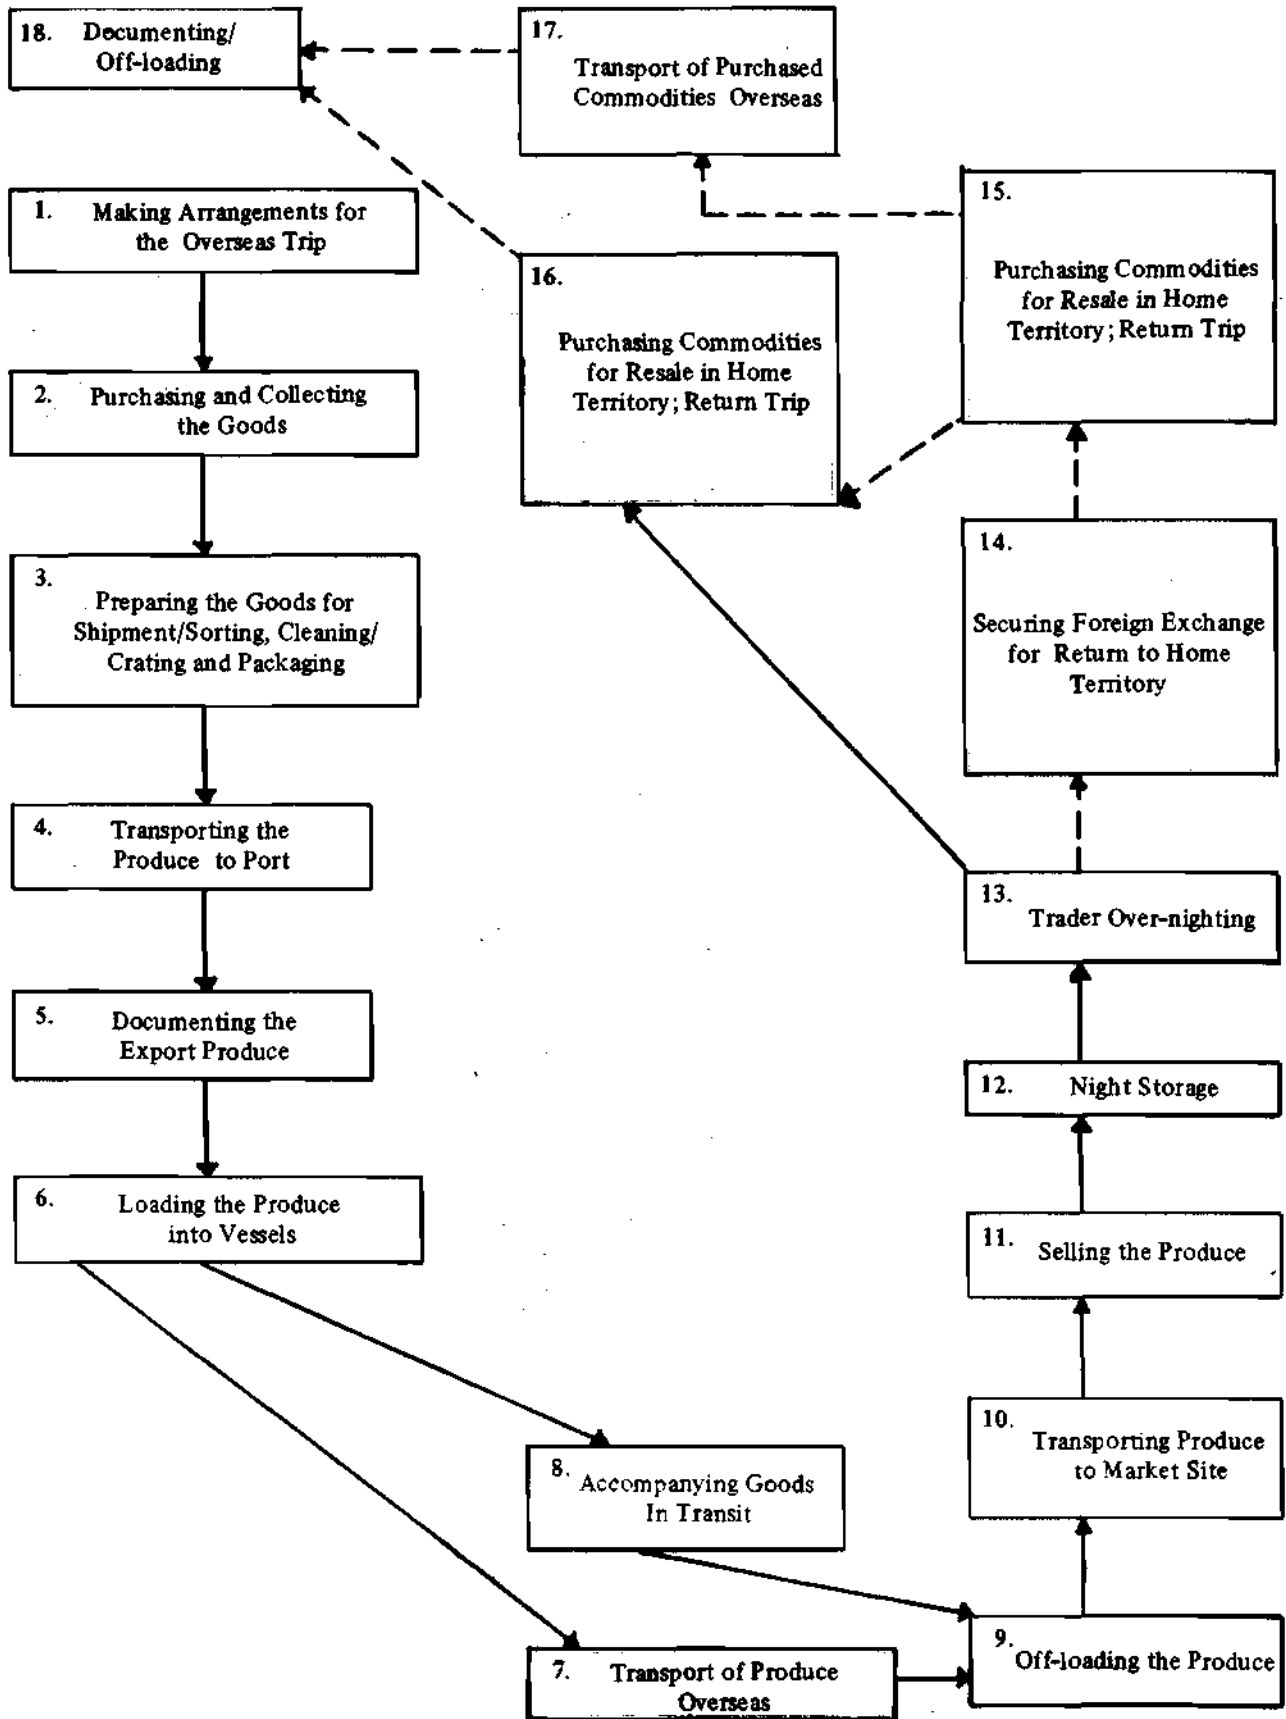 18. Documenting/
Off-loading
17.
Transport of Purchased
Commodities Overseas
1. Making Arrangements for
the Overseas Trip
15.
Purchasing Commodities
for Resale in Home
Territory; Return Trip
16.
Purchasing Commodities
for Resale in Home
Territory; Return Trip
2. Purchasing and Collecting
the Goods
14.
Securing Foreign Exchange
for Return to Home
Territory
3.
Preparing the Goods for
Shipment/Sorting, Cleaning/
Crating and Packaging
4. Transporting the
Produce to Port
13.
Trader Over-nighting
5. Documenting the
Export Produce
12. Night Storage
6. Loading the Produce
into Vessels
11. Selling the Produce
10.
Transporting Produce
to Market Site
8. Accompanying Goods
In Transit
9. Off-loading the Produce
7. Transport of Produce
Overseas